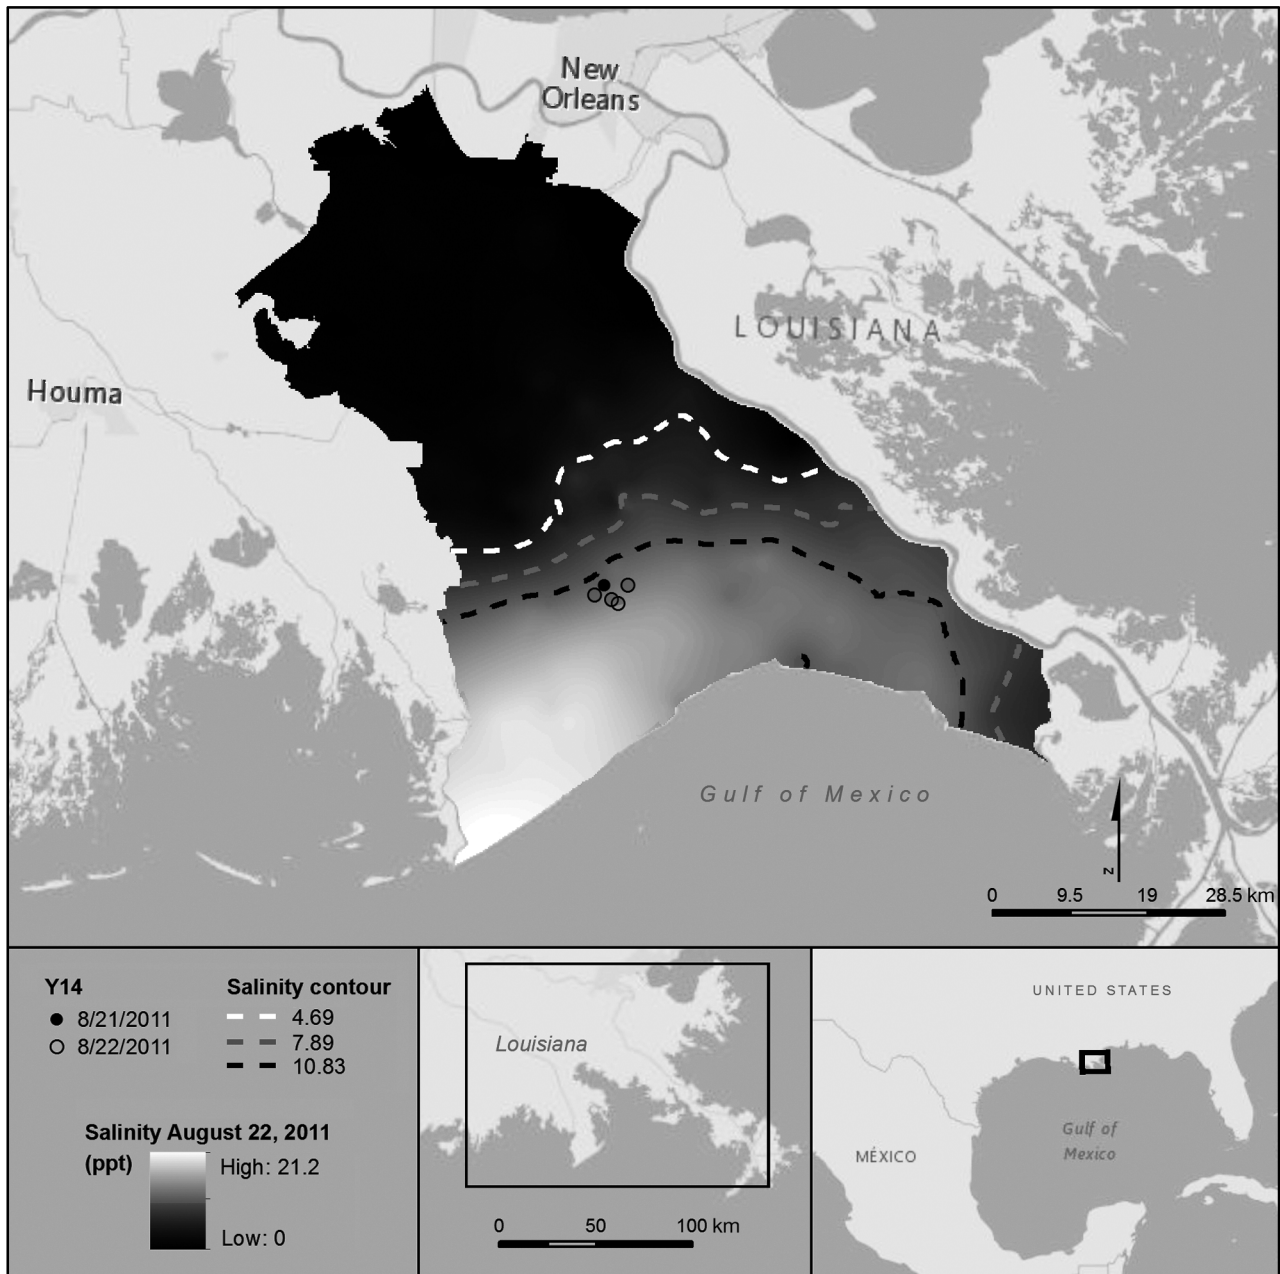 New
Orleans
LOUISIANA
Houma
Gulf of Mexico
N
0 9.5 19 28.5 km
Y14
8/21/2011
8/22/2011
Salinity contour
4.69
7.89
10.83
Salinity August 22, 2011
(ppt)
High: 21.2
Low: 0
Louisiana
0 50 100 km
UNITED STATES
Gulf of
Mexico
MÉXICO